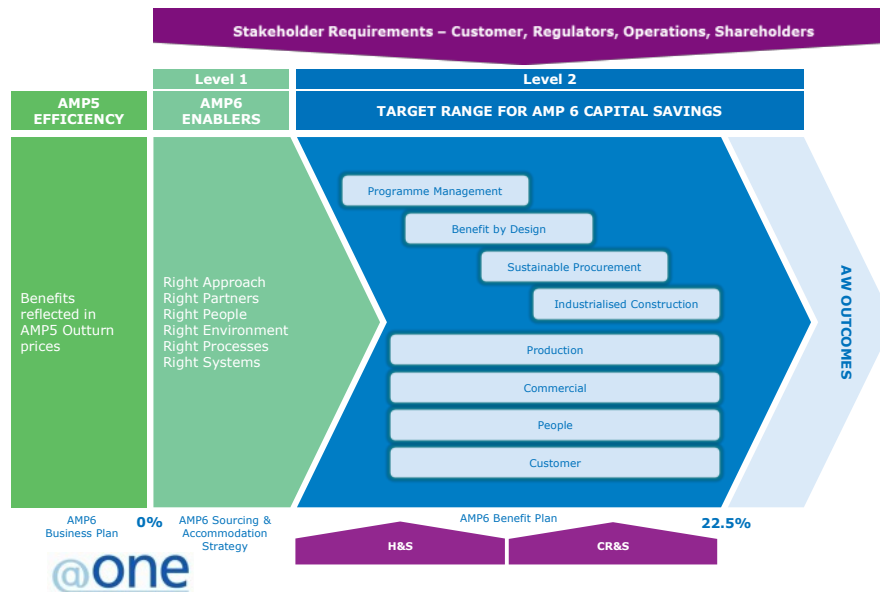 Stakeholder Requirements – Customer, Regulators, Operations, Shareholders
Level 1
Level 2
AMP5
EFFICIENCY
AMP6
ENABLERS
TARGET RANGE FOR AMP 6 CAPITAL SAVINGS
Benefits
reflected in
AMP5 Outturn
prices
Right Approach
Right Partners
Right People
Right Environment
Right Processes
Right Systems
Programme Management
Benefit by Design
Sustainable Procurement
Industrialised Construction
Production
Commercial
People
Customer
AW OUTCOMES
AMP6
Business Plan
0%
AMP6 Sourcing &
Accommodation
Strategy
AMP6 Benefit Plan
22.5%
H&S
CR&S
@one